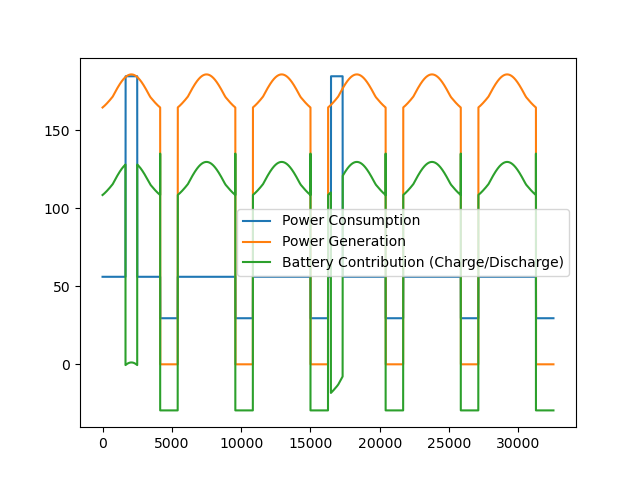 150
100
50
0
Power Consumption
Power Generation
Battery Contribution (Charge/Discharge)
0 5000 10000 15000 20000 25000 30000